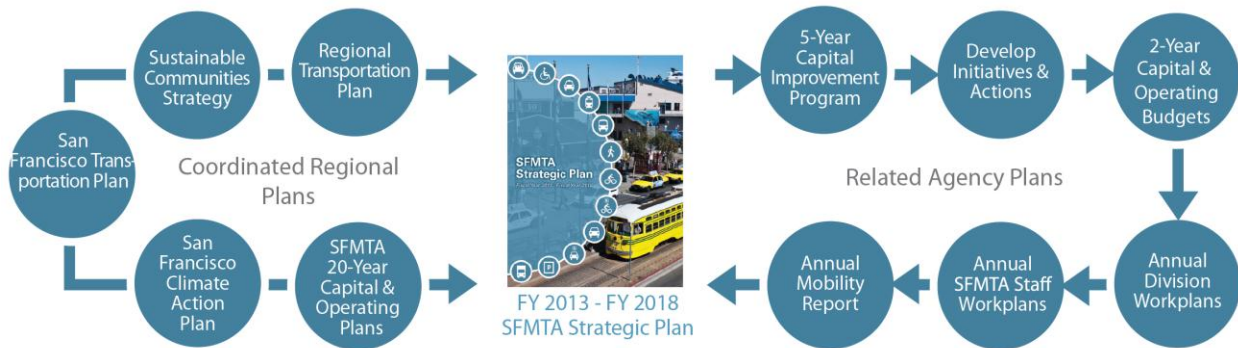 Sustainable
Communities
Strategy
Regional
Transportation
Plan
San
Francisco Trans-
portation Plan
Coordinated Regional
Plans
San
Francisco
Climate
Action
Plan
SFMTA
20-Year
Capital &
Operating
Plans
SFMTA
Strategic Plan
FY 2013 - FY 2018
SFMTA Strategic Plan
5-Year
Capital
Improvement
Program
Develop
Initiatives &
Actions
2-Year
Capital &
Operating
Budgets
Related Agency Plans
Annual
Mobility
Report
Annual
SFMTA Staff
Workplans
Annual
Division
Workplans